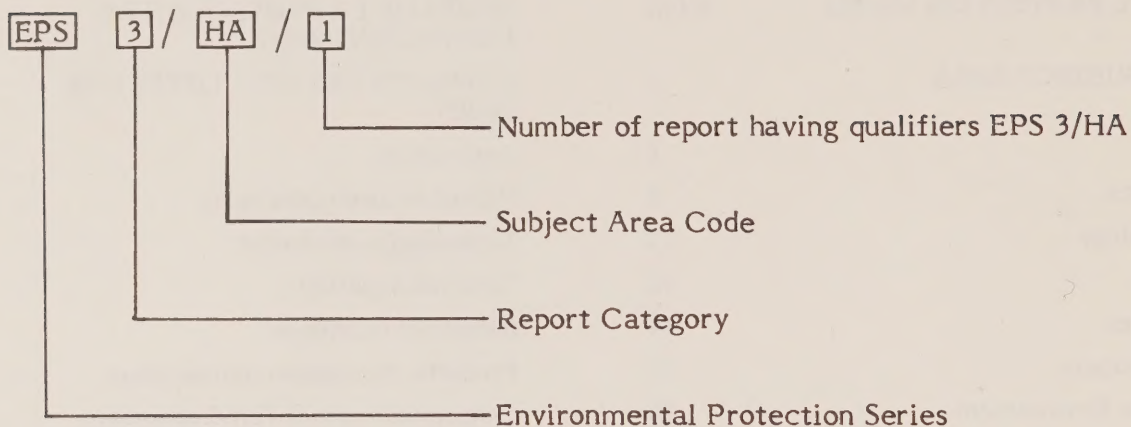 EPS 3 / HA / 1
Number of report having qualifiers EPS 3/HA
Subject Area Code
Report Category
Environmental Protection Series